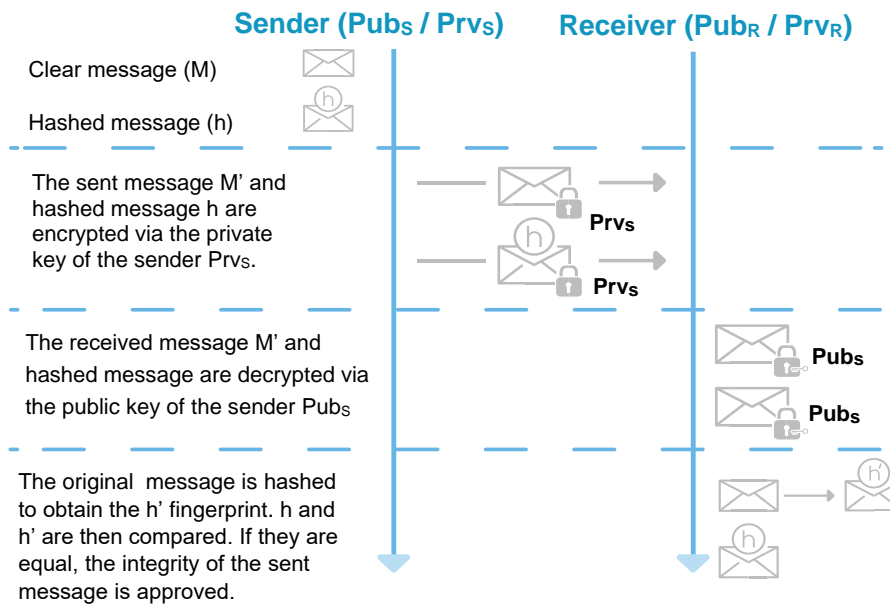 Sender (PubS / PrvS)
Receiver (PubR / PrvR)
Clear message (M)
h
Hashed message (h)
The sent message M’ and
hashed message h are
encrypted via the private
key of the sender PrvS.
PrvS
h
PrvS
The received message M’ and
hashed message are decrypted via
the public key of the sender PubS
PubS
PubS
The original message is hashed
to obtain the h’ fingerprint. h and
h’ are then compared. If they are
equal, the integrity of the sent
message is approved.
h’
h